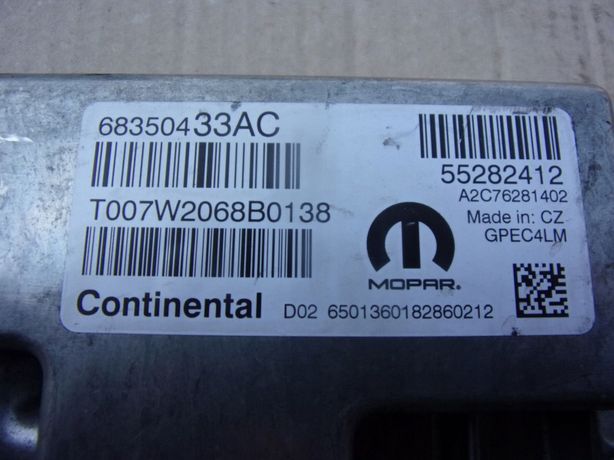 68350433AC
T007W2068B0138
Continental
55282412
A2C76281402
Made in: CZ
GPEC4LM
MOPAR®
D02 6501360182860212